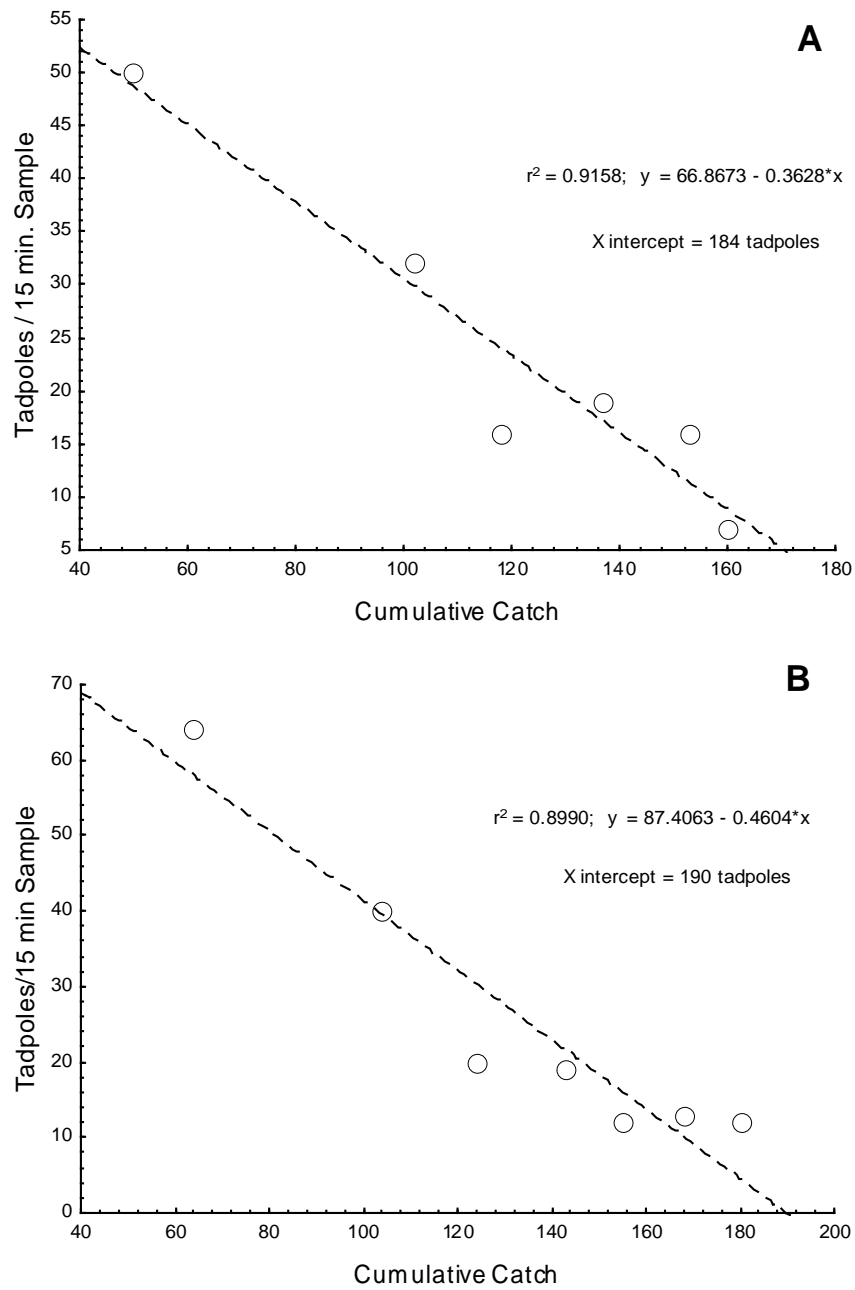 A
55
50
45
40
35
30
25
20
15
10
5
Tadpoles / 15 min. Sample
r² = 0.9158; y = 66.8673 - 0.3628*x
X intercept = 184 tadpoles
40 60 80 100 120 140 160 180
Cumulative Catch
B
70
60
50
40
30
20
10
0
Tadpoles/15 min Sample
r² = 0.8990; y = 87.4063 - 0.4604*x
X intercept = 190 tadpoles
40 60 80 100 120 140 160 180 200
Cumulative Catch